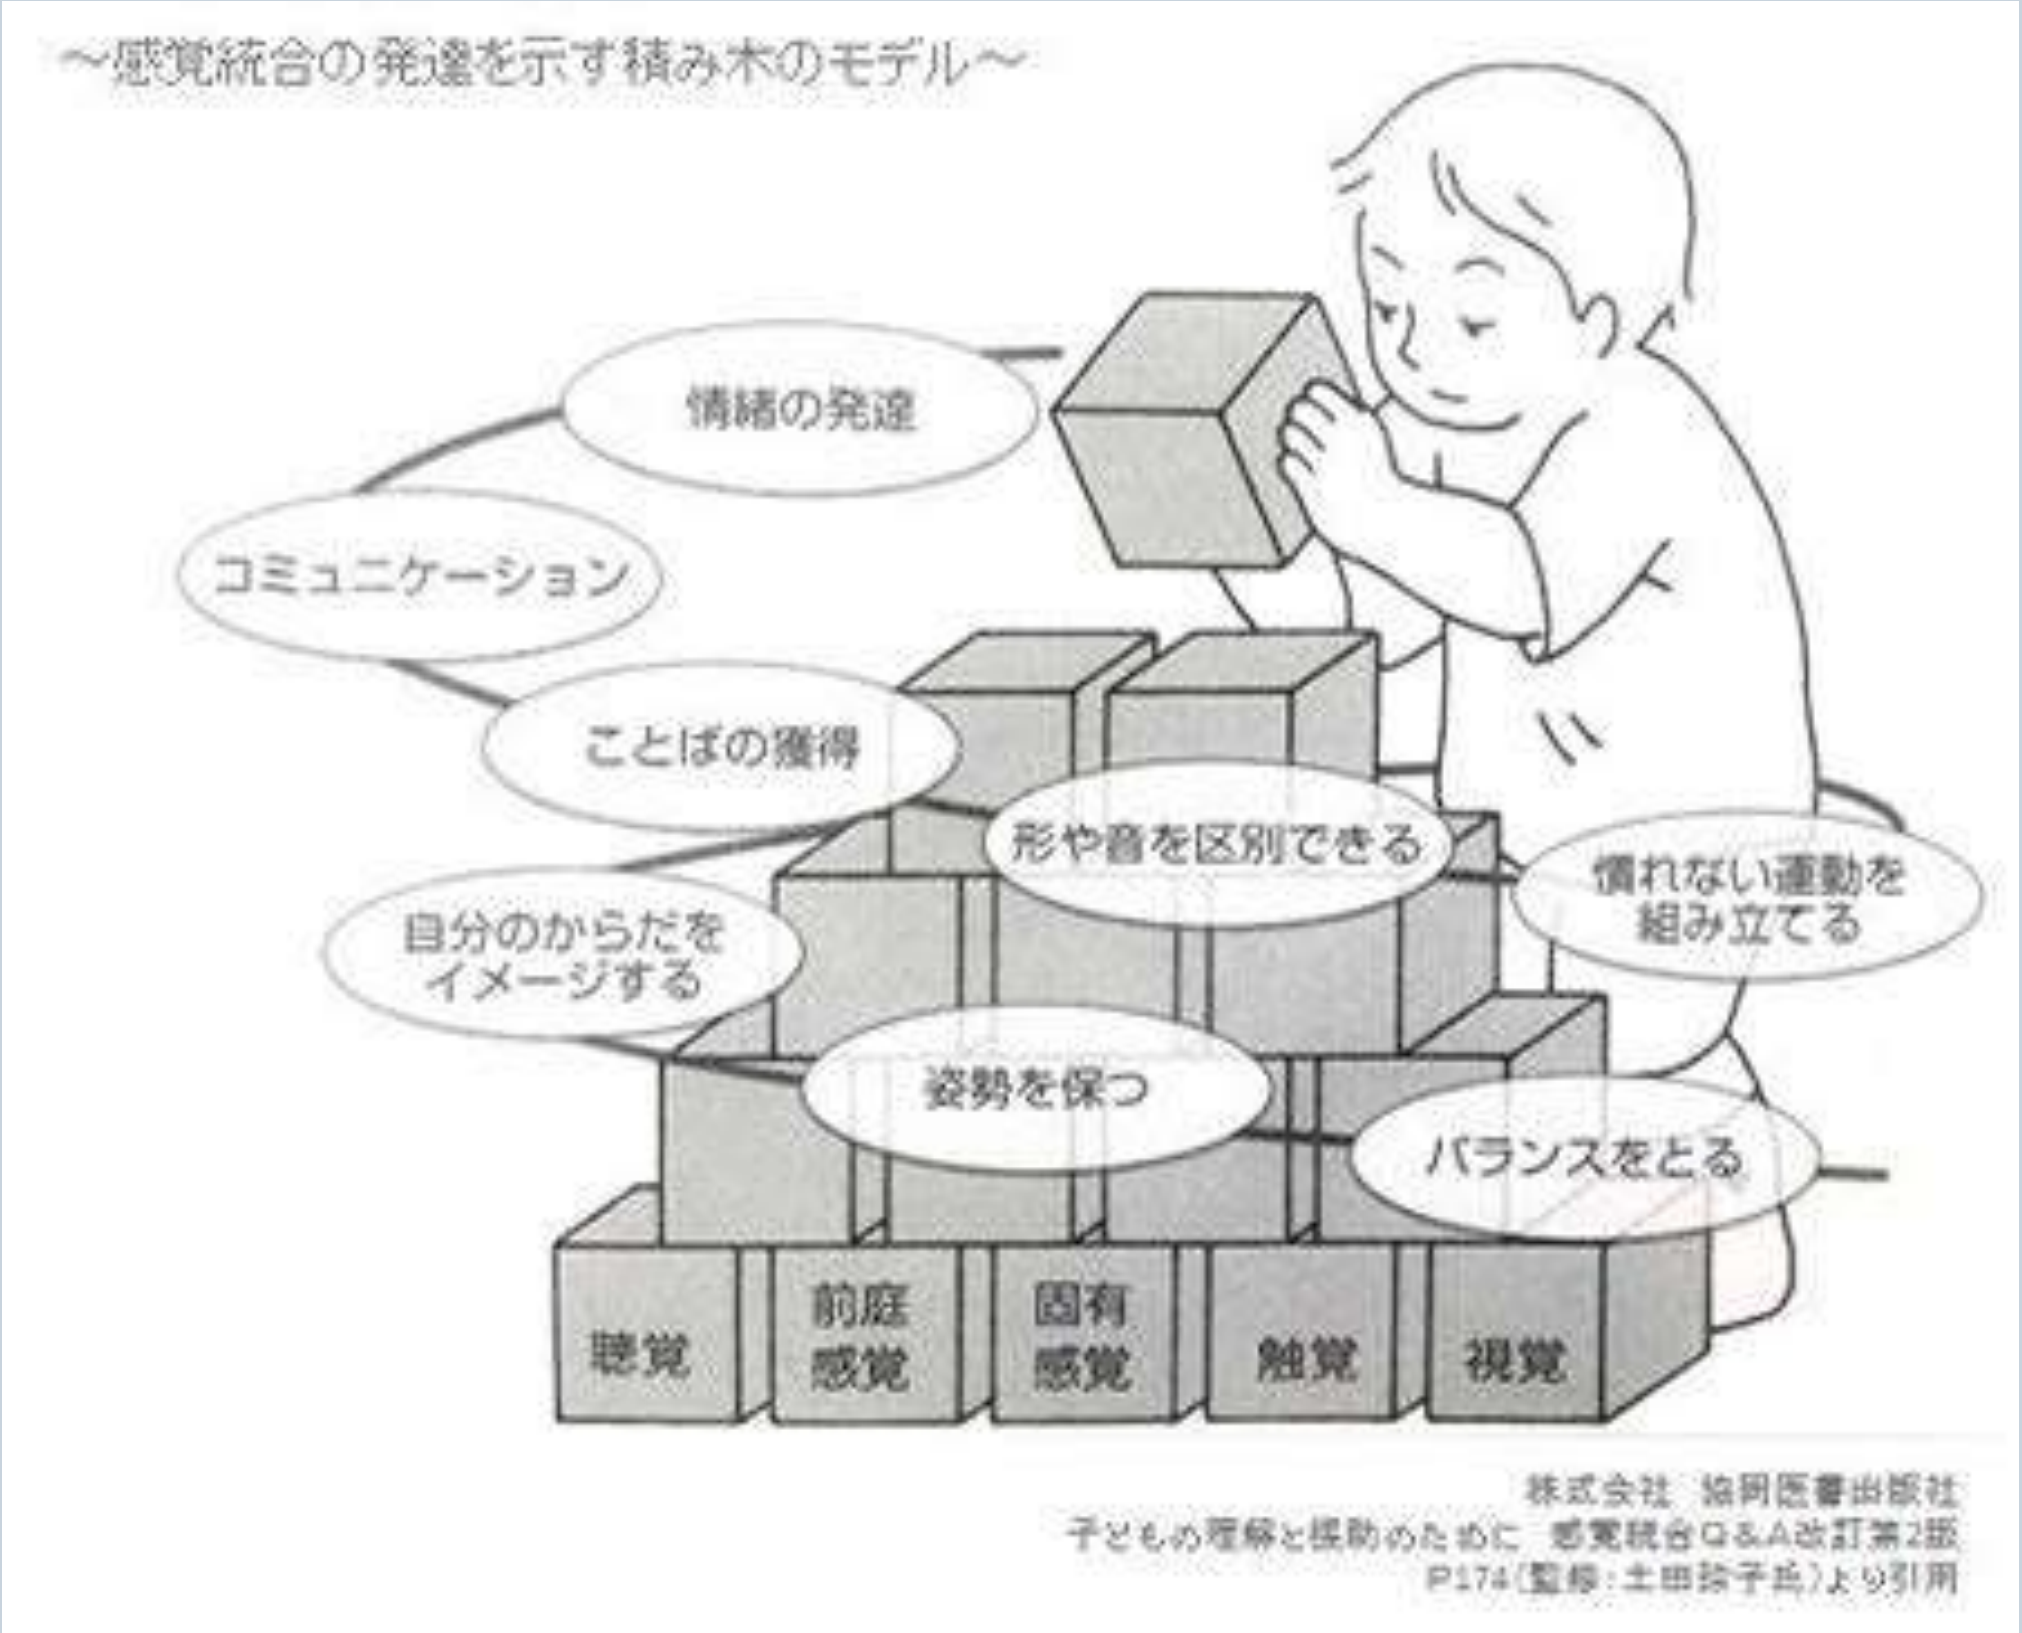 ～感覚統合の発達を示す積み木のモデル～
情緒の発達
コミュニケーション
ことばの獲得
形や音を区別できる
慣れない運動を
組み立てる
自分のからだを
イメージする
姿勢を保つ
バランスをとる
聴覚
前庭
感覚
固有
感覚
触覚
視覚
株式会社 協同医書出版社
子どもの理解と援助のために 感覚統合Q&A改訂第2版
P174(監修:土田玲子氏)より引用